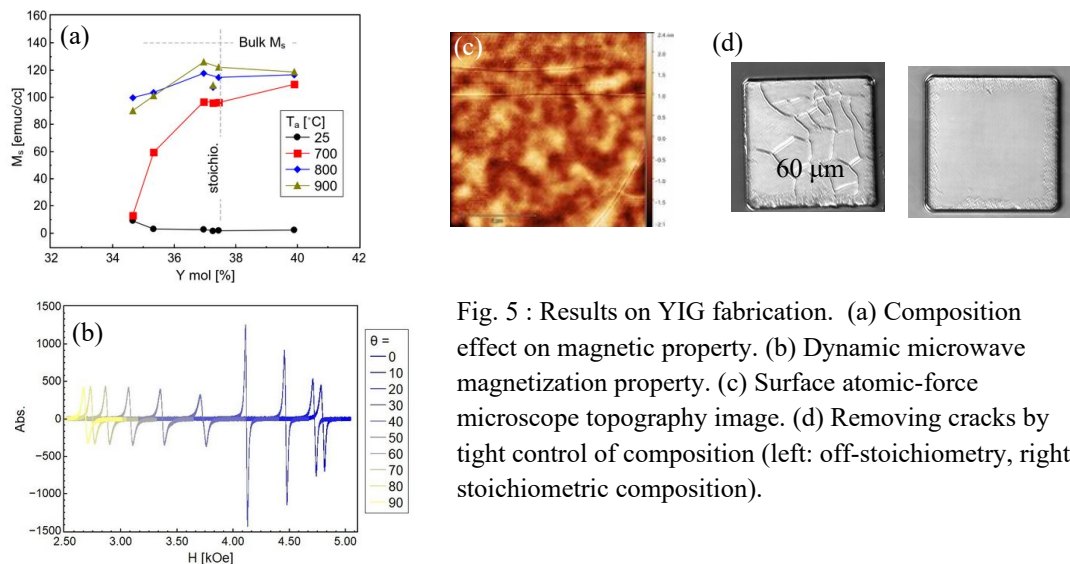 (a)
160
140
120
100
80
60
40
20
0
Mₛ [emuc/cc]
Bulk Mₛ
Tₐ [°C]
25
700
800
900
stoichio.
32
34
36
38
40
42
Y mol [%]
(b)
1500
1000
500
0
−500
−1000
−1500
Abs.
θ =
0
10
20
30
40
50
60
70
80
90
2.50
3.00
3.50
4.00
4.50
5.00
H [kOe]
(c)
(d)
60 μm
Fig. 5 : Results on YIG fabrication. (a) Composition
effect on magnetic property. (b) Dynamic microwave
magnetization property. (c) Surface atomic-force
microscope topography image. (d) Removing cracks by
tight control of composition (left: off-stoichiometry, right
stoichiometric composition).